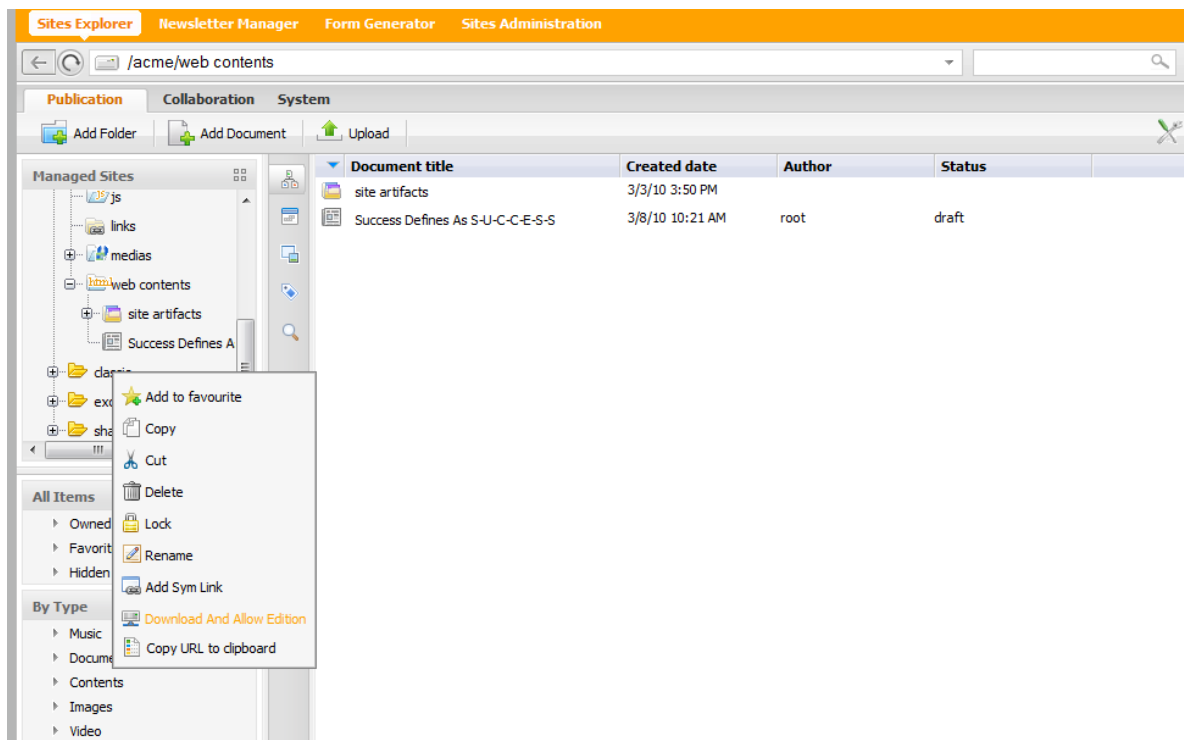 Sites Explorer Newsletter Manager Form Generator Sites Administration
/acme/web contents
Publication Collaboration System
Add Folder Add Document Upload
Managed Sites
js
links
medias
web contents
site artifacts
Success Defines A
Document title Created date Author Status
site artifacts 3/3/10 3:50 PM
Success Defines As S-U-C-C-E-S-S 3/8/10 10:21 AM root draft
classic
sha
Add to favourite
Copy
Cut
Delete
Lock
Rename
Add Sym Link
Download And Allow Edition
Copy URL to clipboard
All Items
Owned
Favorit
Hidden
By Type
Music
Docume
Contents
Images
Video